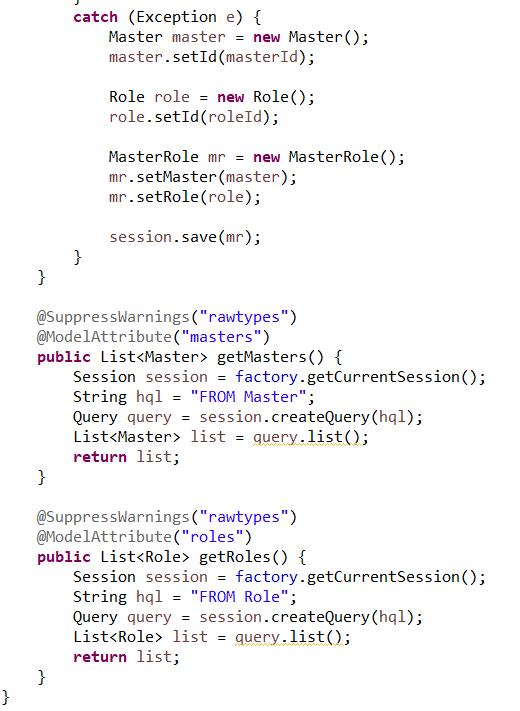 }
    catch (Exception e) {
        Master master = new Master();
        master.setId(masterId);

        Role role = new Role();
        role.setId(roleId);

        MasterRole mr = new MasterRole();
        mr.setMaster(master);
        mr.setRole(role);

        session.save(mr);
    }
}

@SuppressWarnings("rawtypes")
@ModelAttribute("masters")
public List<Master> getMasters() {
    Session session = factory.getCurrentSession();
    String hql = "FROM Master";
    Query query = session.createQuery(hql);
    List<Master> list = query.list();
    return list;
}

@SuppressWarnings("rawtypes")
@ModelAttribute("roles")
public List<Role> getRoles() {
    Session session = factory.getCurrentSession();
    String hql = "FROM Role";
    Query query = session.createQuery(hql);
    List<Role> list = query.list();
    return list;
}
}